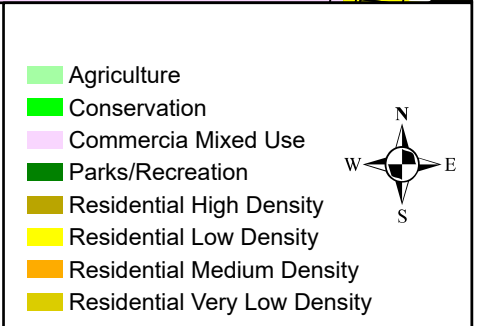 Agriculture
Conservation
Commercia Mixed Use
Parks/Recreation
Residential High Density
Residential Low Density
Residential Medium Density
Residential Very Low Density
N
W E
S